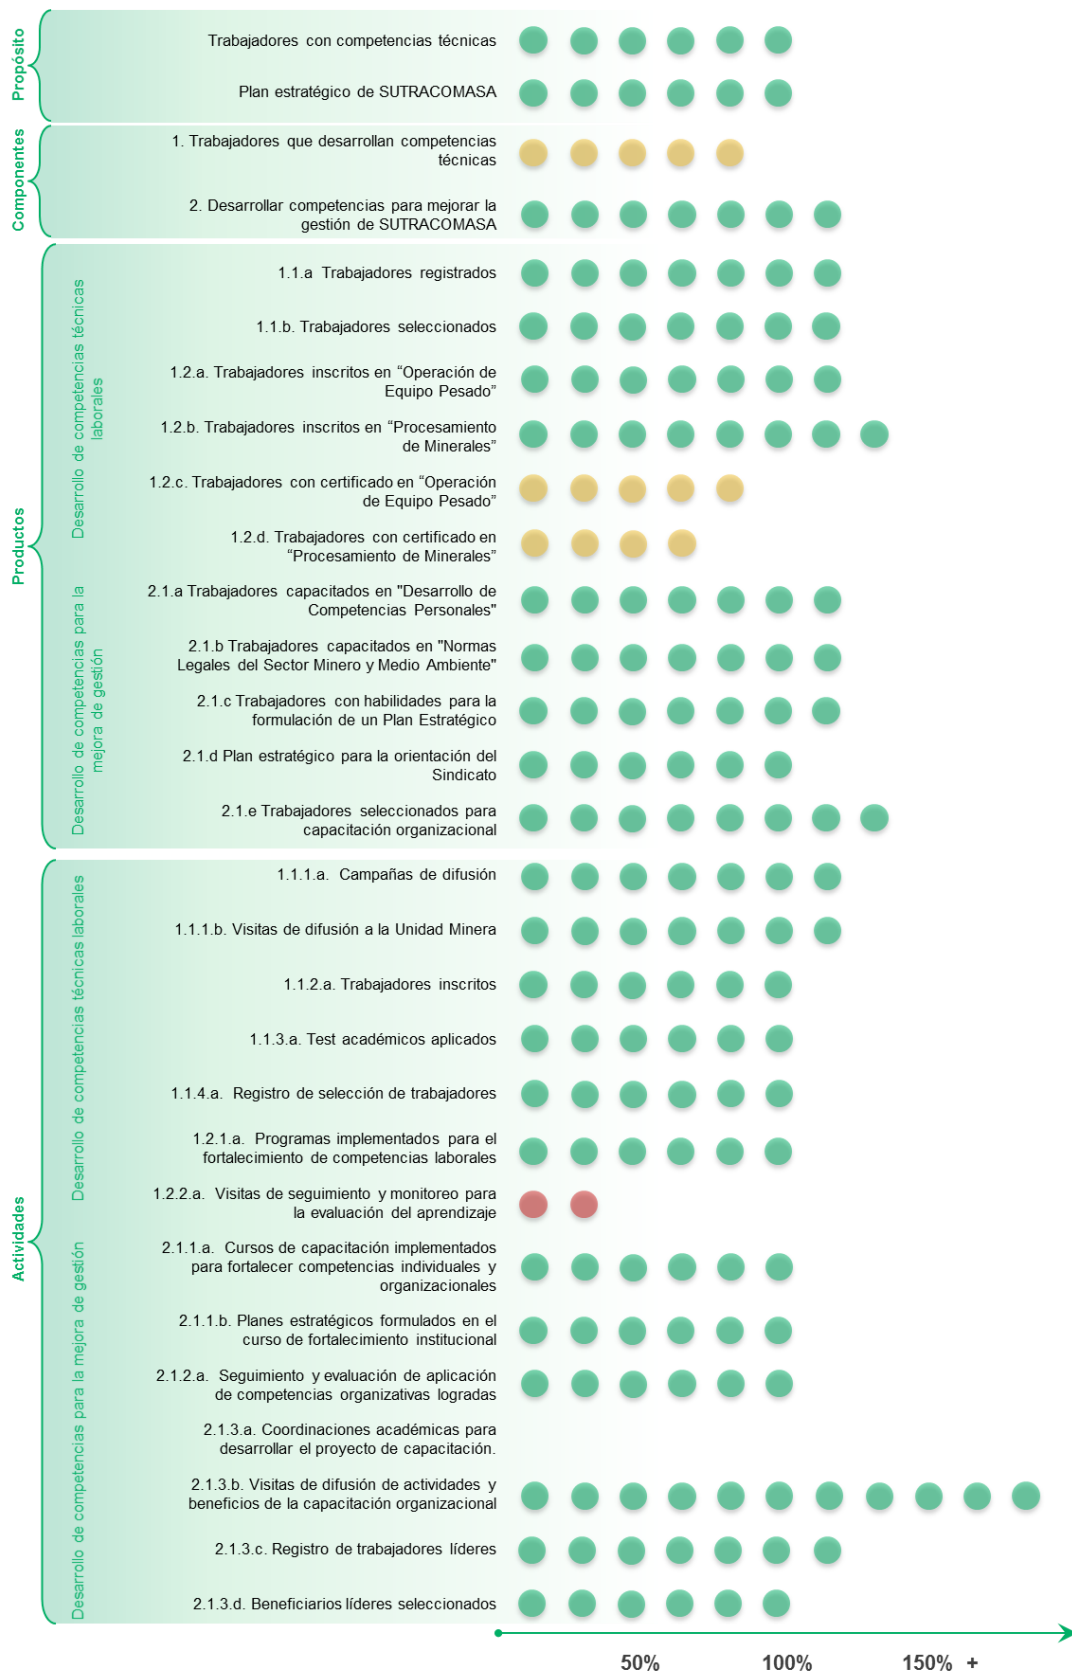 Propósito
Trabajadores con competencias técnicas
Plan estratégico de SUTRACOMASA
Componentes
1. Trabajadores que desarrollan competencias
técnicas
2. Desarrollar competencias para mejorar la
gestión de SUTRACOMASA
Productos
Desarrollo de competencias técnicas
laborales
1.1.a Trabajadores registrados
1.1.b. Trabajadores seleccionados
1.2.a. Trabajadores inscritos en “Operación de
Equipo Pesado”
1.2.b. Trabajadores inscritos en “Procesamiento
de Minerales”
1.2.c. Trabajadores con certificado en “Operación
de Equipo Pesado”
1.2.d. Trabajadores con certificado en
“Procesamiento de Minerales”
Desarrollo de competencias para la
mejora de gestión
2.1.a Trabajadores capacitados en "Desarrollo de
Competencias Personales"
2.1.b Trabajadores capacitados en "Normas
Legales del Sector Minero y Medio Ambiente"
2.1.c Trabajadores con habilidades para la
formulación de un Plan Estratégico
2.1.d Plan estratégico para la orientación del
Sindicato
2.1.e Trabajadores seleccionados para
capacitación organizacional
Actividades
Desarrollo de competencias técnicas laborales
1.1.1.a. Campañas de difusión
1.1.1.b. Visitas de difusión a la Unidad Minera
1.1.2.a. Trabajadores inscritos
1.1.3.a. Test académicos aplicados
1.1.4.a. Registro de selección de trabajadores
1.2.1.a. Programas implementados para el
fortalecimiento de competencias laborales
1.2.2.a. Visitas de seguimiento y monitoreo para
la evaluación del aprendizaje
Desarrollo de competencias para la mejora de gestión
2.1.1.a. Cursos de capacitación implementados
para fortalecer competencias individuales y
organizacionales
2.1.1.b. Planes estratégicos formulados en el
curso de fortalecimiento institucional
2.1.2.a. Seguimiento y evaluación de aplicación
de competencias organizativas logradas
2.1.3.a. Coordinaciones académicas para
desarrollar el proyecto de capacitación.
2.1.3.b. Visitas de difusión de actividades y
beneficios de la capacitación organizacional
2.1.3.c. Registro de trabajadores líderes
2.1.3.d. Beneficiarios líderes seleccionados
50% 100% 150% +